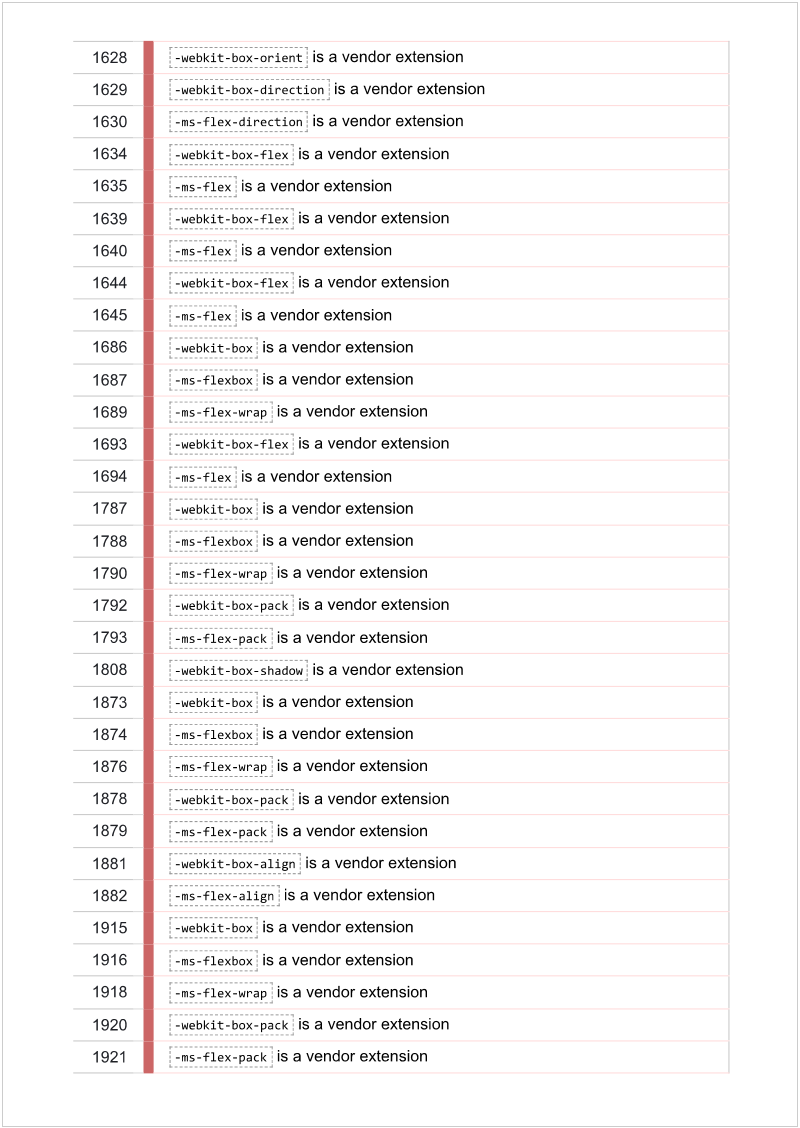 1628 -webkit-box-orient is a vendor extension
1629 -webkit-box-direction is a vendor extension
1630 -ms-flex-direction is a vendor extension
1634 -webkit-box-flex is a vendor extension
1635 -ms-flex is a vendor extension
1639 -webkit-box-flex is a vendor extension
1640 -ms-flex is a vendor extension
1644 -webkit-box-flex is a vendor extension
1645 -ms-flex is a vendor extension
1686 -webkit-box is a vendor extension
1687 -ms-flexbox is a vendor extension
1689 -ms-flex-wrap is a vendor extension
1693 -webkit-box-flex is a vendor extension
1694 -ms-flex is a vendor extension
1787 -webkit-box is a vendor extension
1788 -ms-flexbox is a vendor extension
1790 -ms-flex-wrap is a vendor extension
1792 -webkit-box-pack is a vendor extension
1793 -ms-flex-pack is a vendor extension
1808 -webkit-box-shadow is a vendor extension
1873 -webkit-box is a vendor extension
1874 -ms-flexbox is a vendor extension
1876 -ms-flex-wrap is a vendor extension
1878 -webkit-box-pack is a vendor extension
1879 -ms-flex-pack is a vendor extension
1881 -webkit-box-align is a vendor extension
1882 -ms-flex-align is a vendor extension
1915 -webkit-box is a vendor extension
1916 -ms-flexbox is a vendor extension
1918 -ms-flex-wrap is a vendor extension
1920 -webkit-box-pack is a vendor extension
1921 -ms-flex-pack is a vendor extension